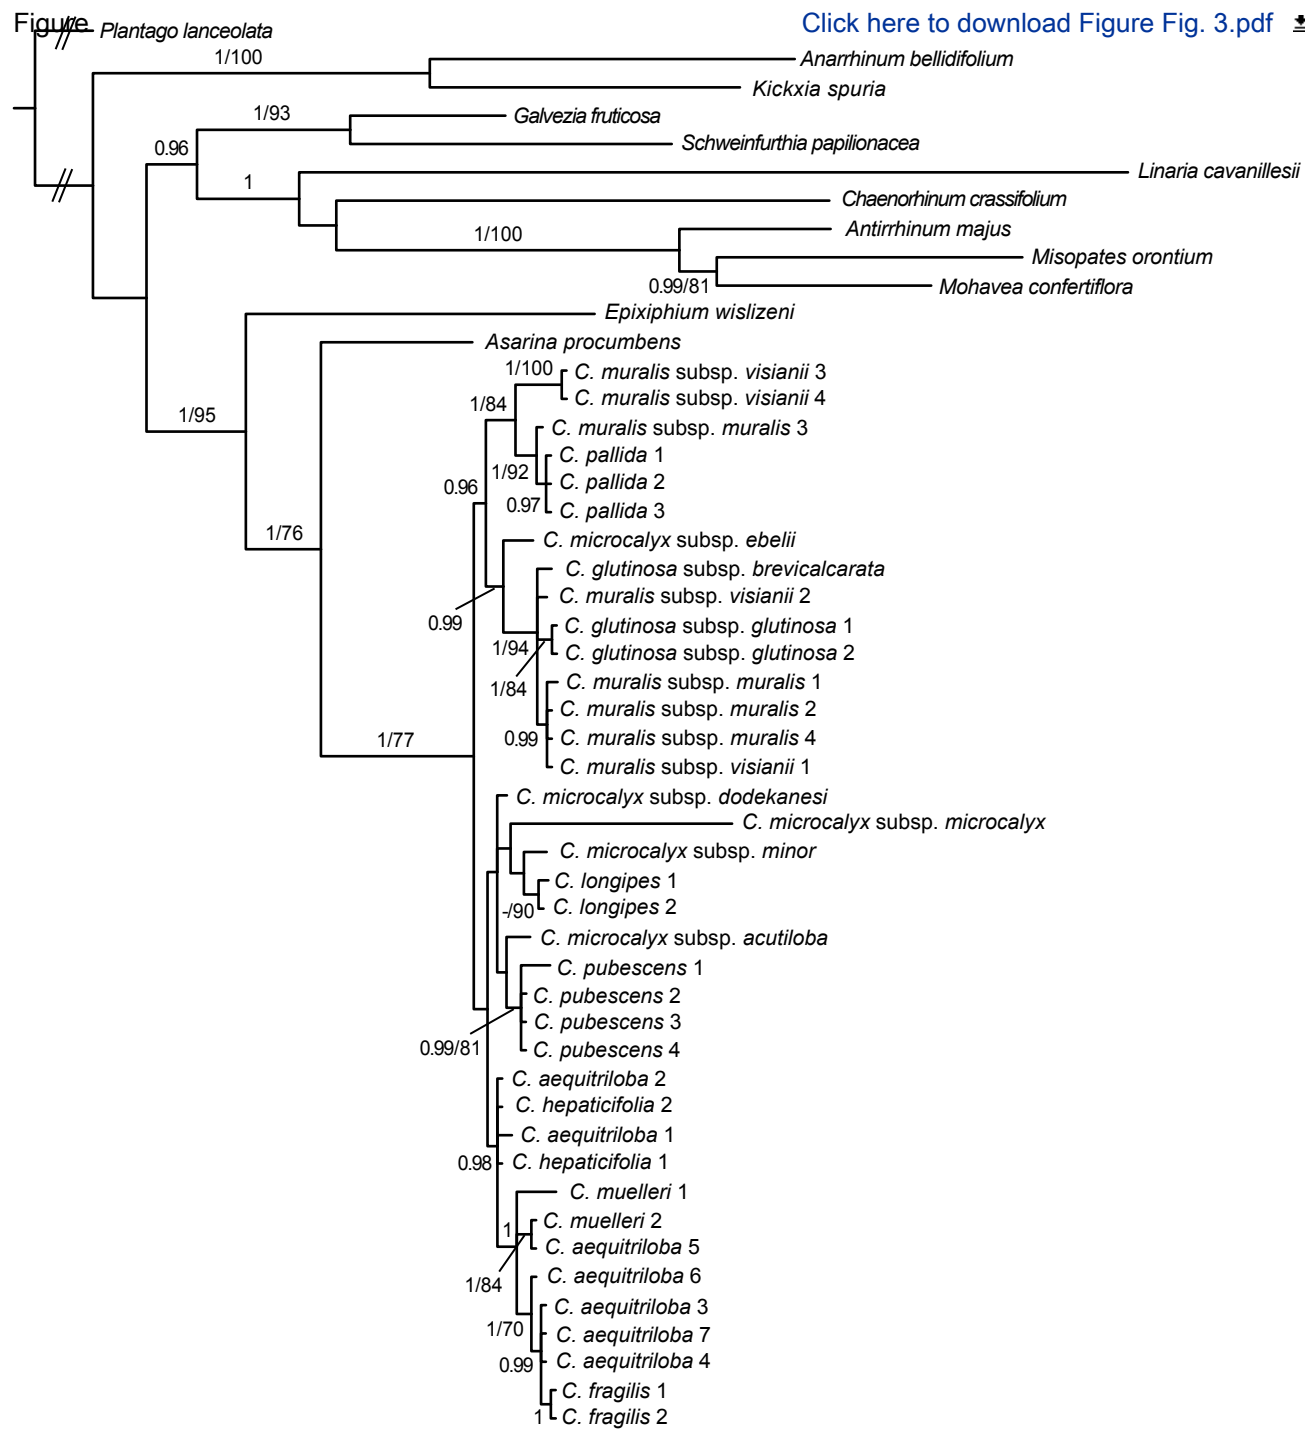 Figure
Click here to download Figure Fig. 3.pdf
Plantago lanceolata
1/100
Anarrhinum bellidifolium
Kickxia spuria
1/93
Galvezia fruticosa
0.96
Schweinfurthia papilionacea
1
Linaria cavanillesii
Chaenorhinum crassifolium
1/100
Antirrhinum majus
Misopates orontium
0.99/81
Mohavea confertiflora
Epixiphium wislizeni
Asarina procumbens
1/100
C. muralis subsp. visianii 3
C. muralis subsp. visianii 4
1/84
1/95
C. muralis subsp. muralis 3
C. pallida 1
1/92
C. pallida 2
0.96
0.97
C. pallida 3
1/76
C. microcalyx subsp. ebelii
C. glutinosa subsp. brevicalcarata
C. muralis subsp. visianii 2
0.99
C. glutinosa subsp. glutinosa 1
1/94
C. glutinosa subsp. glutinosa 2
1/84
C. muralis subsp. muralis 1
C. muralis subsp. muralis 2
1/77
0.99
C. muralis subsp. muralis 4
C. muralis subsp. visianii 1
C. microcalyx subsp. dodekanesi
C. microcalyx subsp. microcalyx
C. microcalyx subsp. minor
C. longipes 1
-/90
C. longipes 2
C. microcalyx subsp. acutiloba
C. pubescens 1
C. pubescens 2
C. pubescens 3
0.99/81
C. pubescens 4
C. aequitriloba 2
C. hepaticifolia 2
C. aequitriloba 1
0.98
C. hepaticifolia 1
C. muelleri 1
1
C. muelleri 2
C. aequitriloba 5
1/84
C. aequitriloba 6
C. aequitriloba 3
1/70
C. aequitriloba 7
0.99
C. aequitriloba 4
C. fragilis 1
1
C. fragilis 2